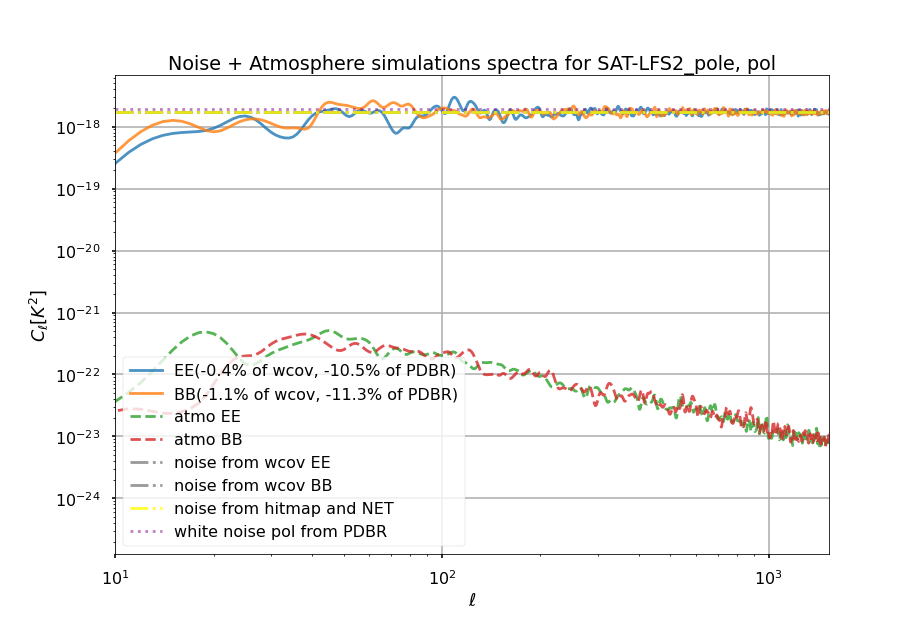 Noise + Atmosphere simulations spectra for SAT-LFS2_pole, pol
10⁻¹⁸
10⁻¹⁹
10⁻²⁰
10⁻²¹
10⁻²²
10⁻²³
10⁻²⁴
C_ℓ[K²]
EE(-0.4% of wcov, -10.5% of PDBR)
BB(-1.1% of wcov, -11.3% of PDBR)
atmo EE
atmo BB
noise from wcov EE
noise from wcov BB
noise from hitmap and NET
white noise pol from PDBR
10¹ 10² 10³
ℓ